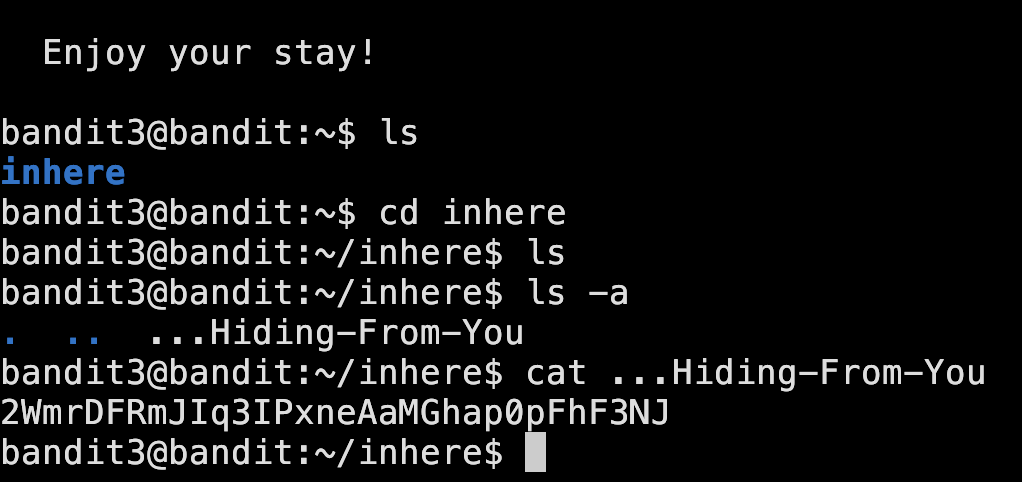 Enjoy your stay!
bandit3@bandit:~$ ls
inhere
bandit3@bandit:~$ cd inhere
bandit3@bandit:~/inhere$ ls
bandit3@bandit:~/inhere$ ls -a
.  ..  ...Hiding-From-You
bandit3@bandit:~/inhere$ cat ...Hiding-From-You
2WmrDFRmJIq3IPxneAaMGhap0pFhF3NJ
bandit3@bandit:~/inhere$